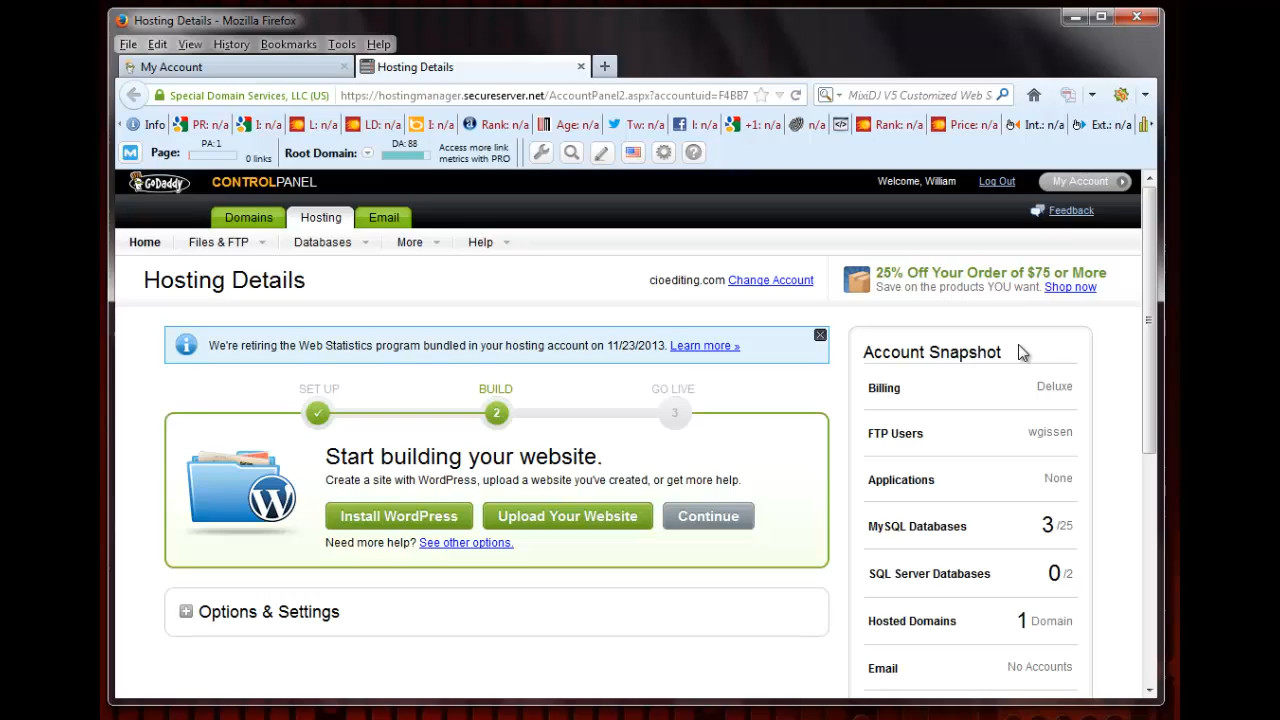 Hosting Details - Mozilla Firefox
File Edit View History Bookmarks Tools Help
My Account
Hosting Details
Special Domain Services, LLC (US) https://hostingmanager.secureserver.net/AccountPanel2.aspx?accountuid=F4BB7
MixiDJ V5 Customized Web S
Info PR: n/a I: n/a L: n/a LD: n/a I: n/a Rank: n/a Age: n/a Tw: n/a I: n/a +1: n/a n/a Rank: n/a Price: n/a Int.: n/a Ext.: n/a
Page: PA: 1 0 links Root Domain: DA: 88 Access more link metrics with PRO
GoDaddy CONTROLPANEL Welcome, William Log Out My Account
Domains Hosting Email Feedback
Home Files & FTP Databases More Help
Hosting Details cioediting.com Change Account
25% Off Your Order of $75 or More
Save on the products YOU want. Shop now
We're retiring the Web Statistics program bundled in your hosting account on 11/23/2013. Learn more »
SET UP BUILD GO LIVE
2 3
Start building your website.
Create a site with WordPress, upload a website you've created, or get more help.
Install WordPress Upload Your Website Continue
Need more help? See other options.
Options & Settings
Account Snapshot
Billing Deluxe
FTP Users wgissen
Applications None
MySQL Databases 3 /25
SQL Server Databases 0 /2
Hosted Domains 1 Domain
Email No Accounts